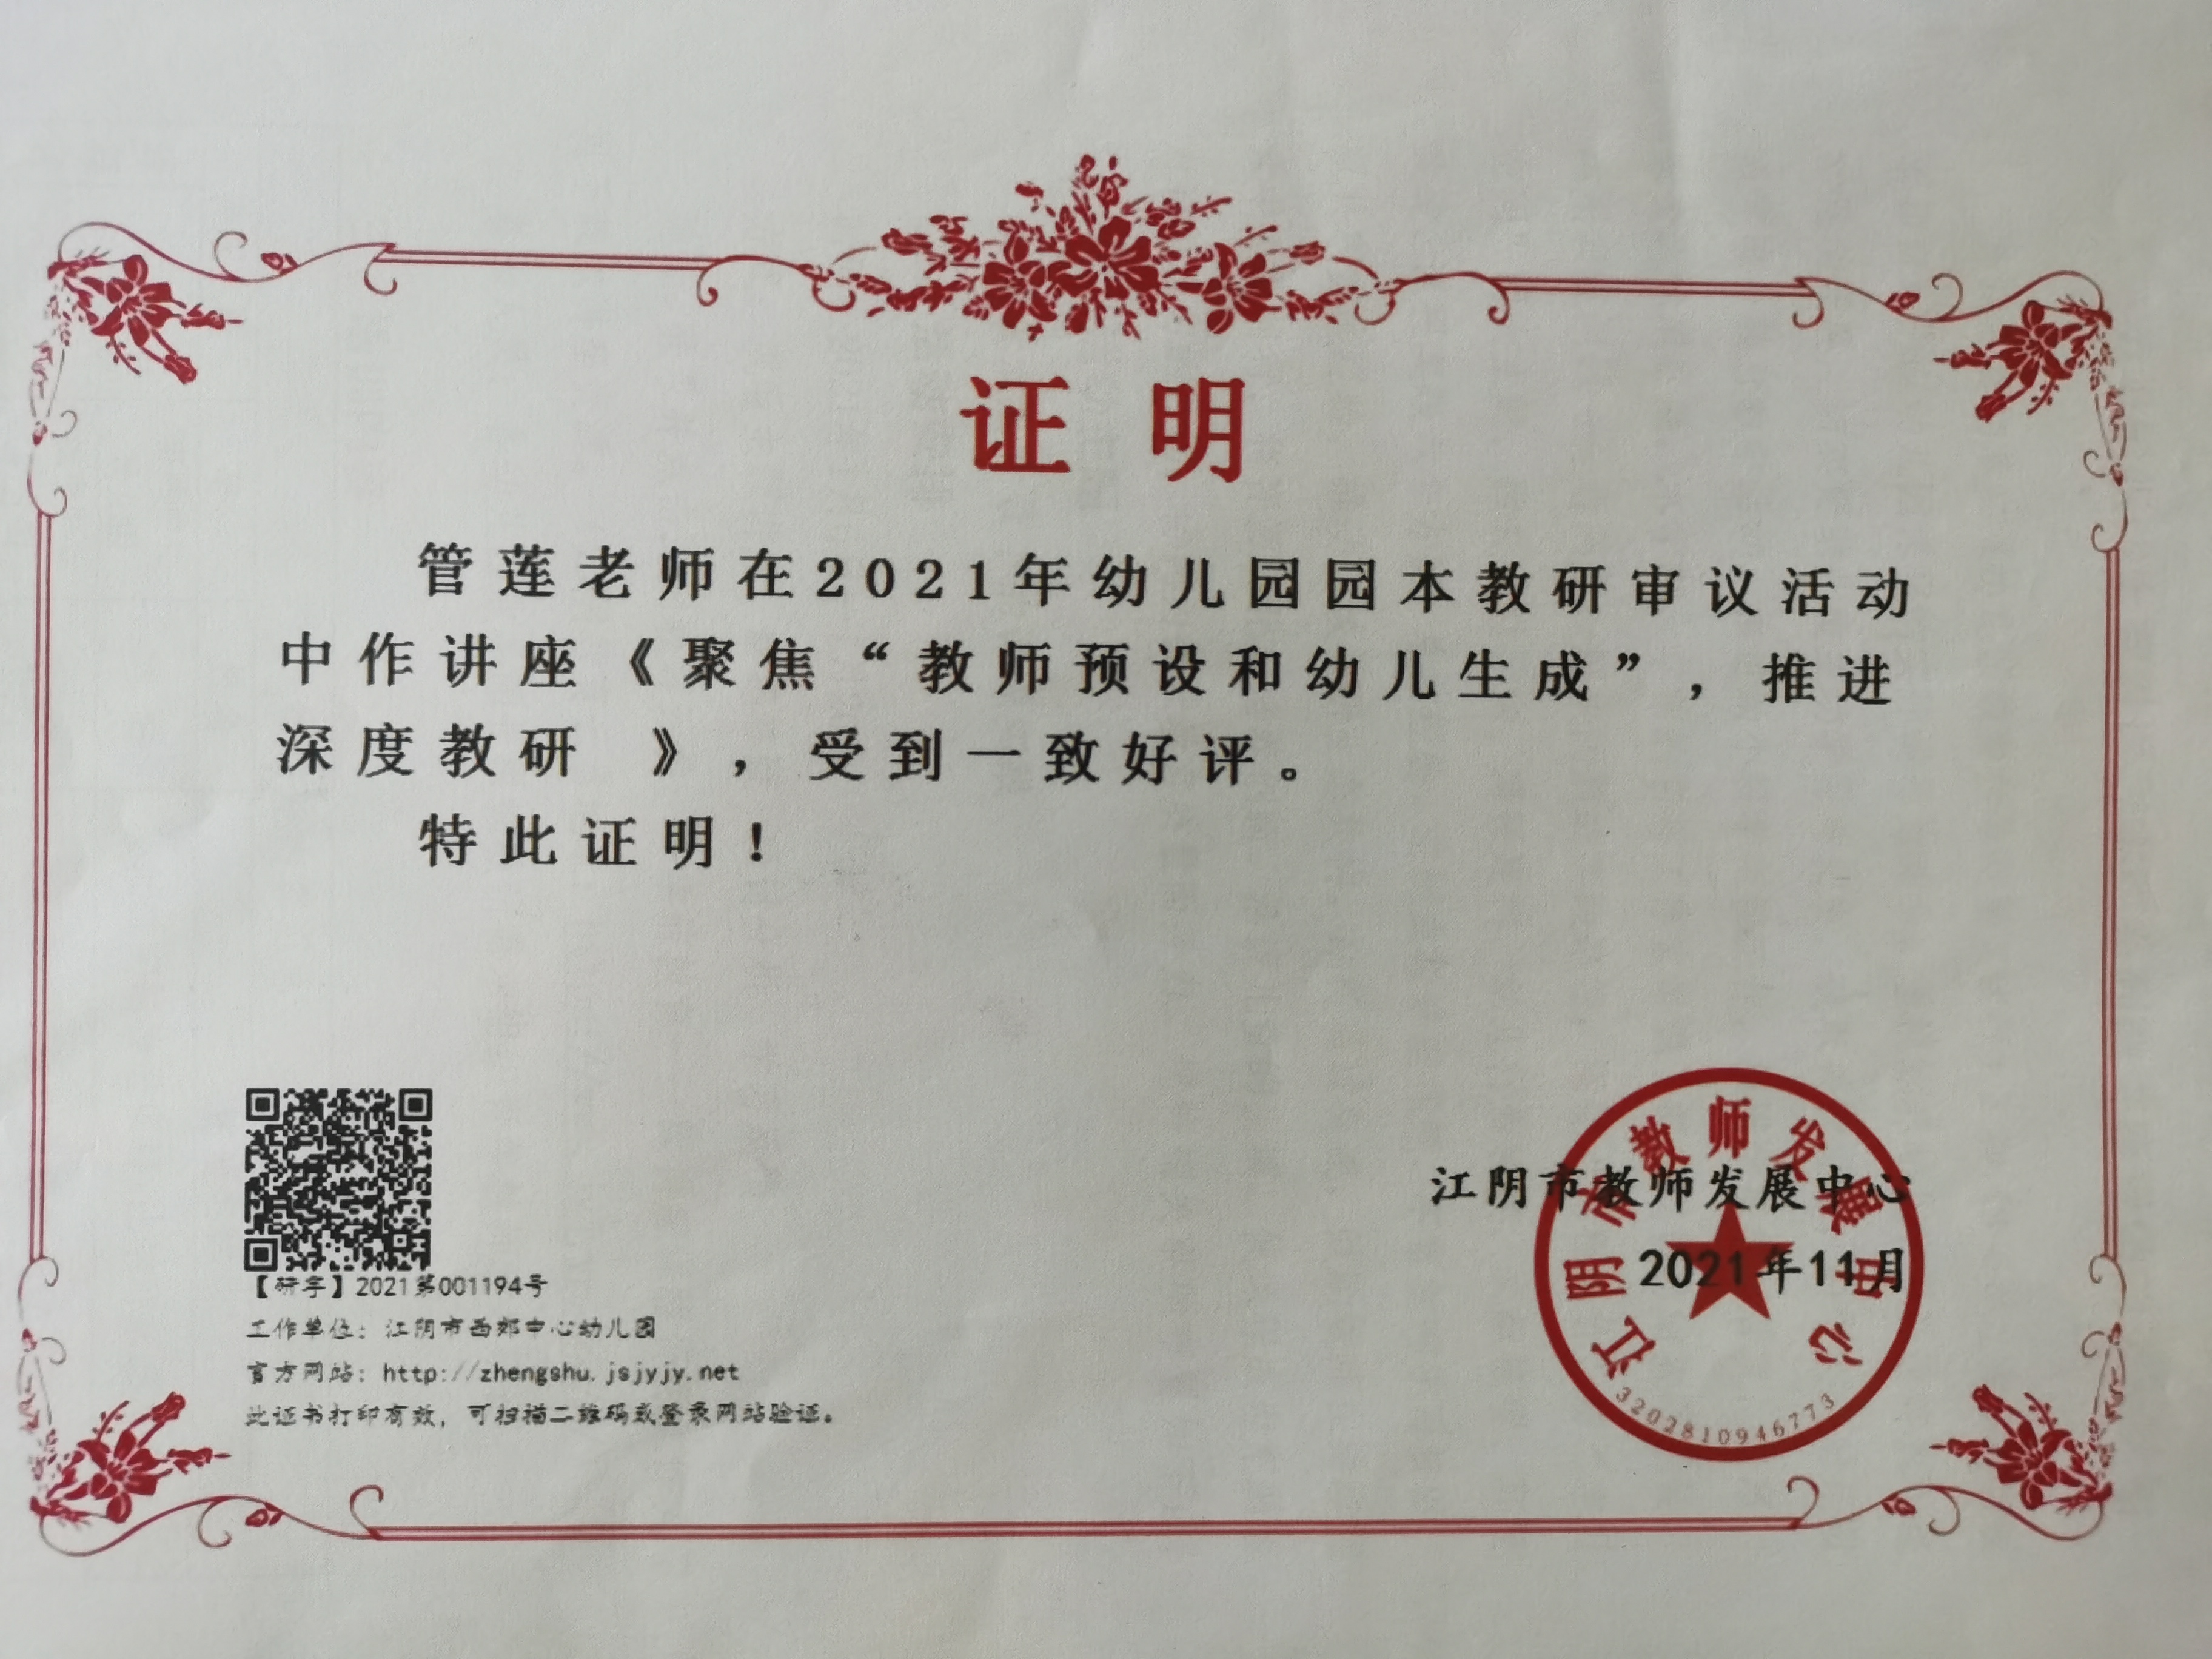 证明
管莲老师在2021年幼儿园园本教研审议活动
中作讲座《聚焦“教师预设和幼儿生成”，推进
深度教研 》，受到一致好评。
特此证明！
江阴市教师发展中心
江阴市教师发展中心
2021年11月
3202810946773
【研字】2021第001194号
工作单位：江阴市西郊中心幼儿园
官方网站：http://zhengshu.jsjyjy.net
此证书打印有效，可扫描二维码或登录网站验证。